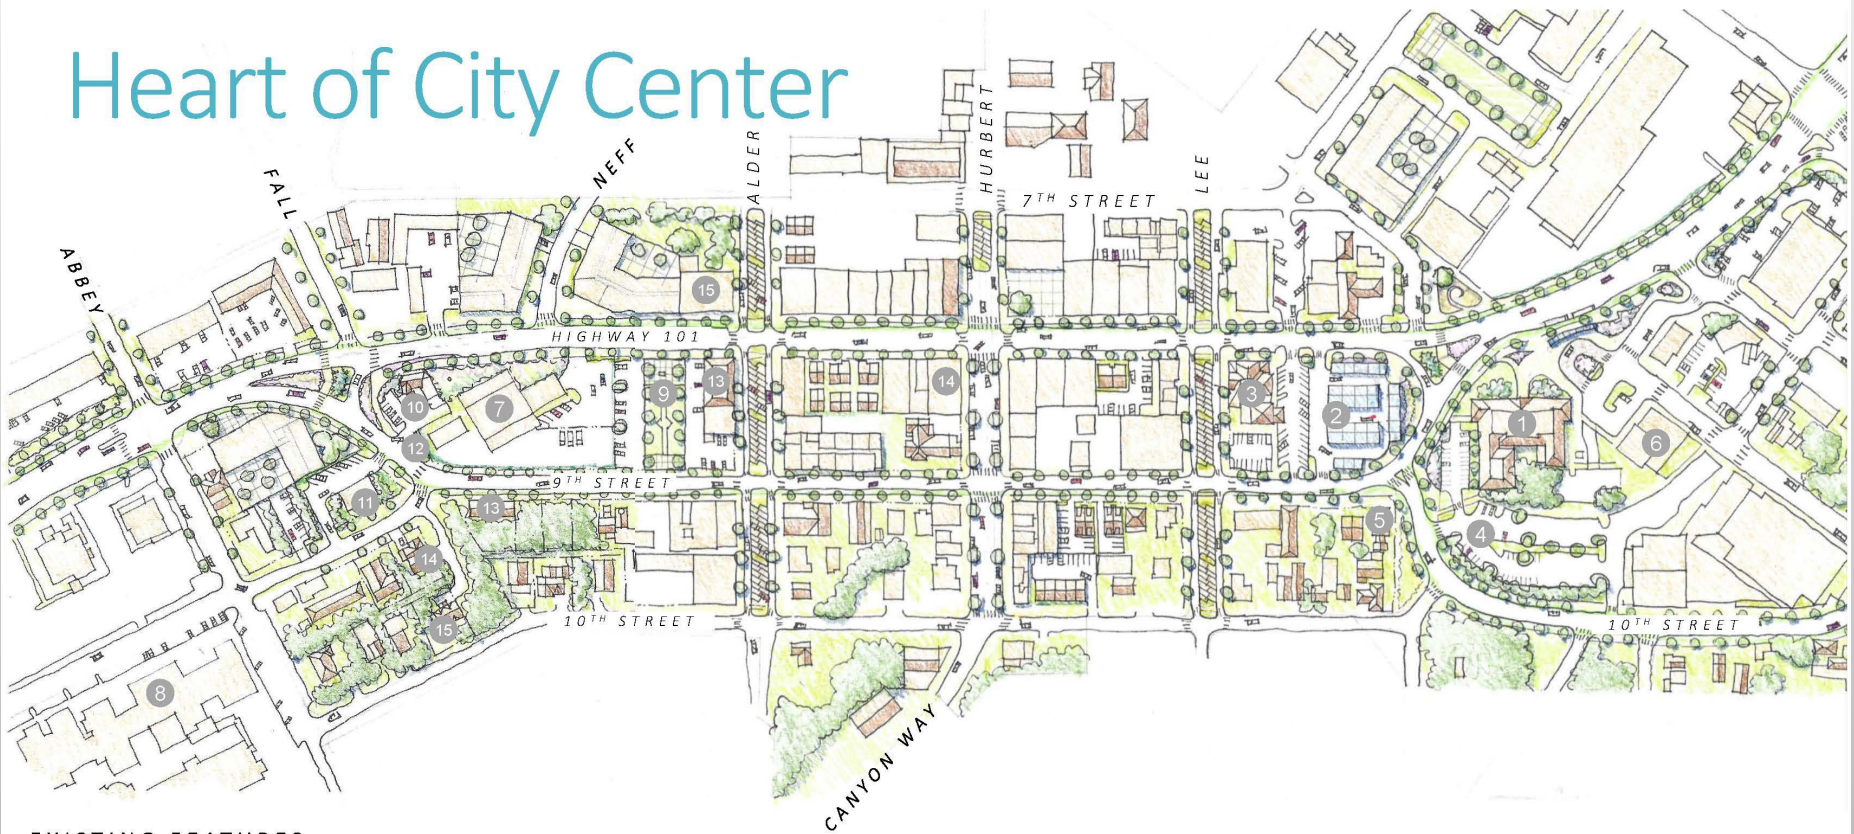 Heart of City Center
ABBEY
FALL
NEFF
ALDER
HURBERT
LEE
7TH STREET
15
HIGHWAY 101
10
7
9
13
14
3
2
1
12
6
9TH STREET
11
13
5
4
14
15
10TH STREET
10TH STREET
8
CANYON WAY
EXISTING FEATURES